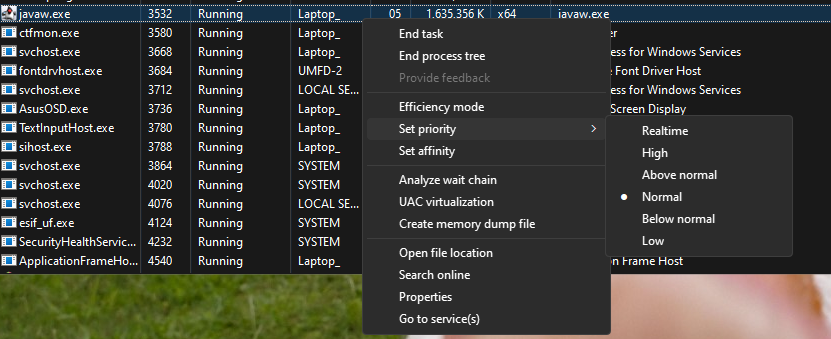 javaw.exe 3532 Running Laptop_ 05 1.635.356 K x64 javaw.exe
ctfmon.exe 3580 Running Laptop_
svchost.exe 3668 Running Laptop_ ess for Windows Services
fontdrvhost.exe 3684 Running UMFD-2 e Font Driver Host
svchost.exe 3712 Running LOCAL SE... ess for Windows Services
AsusOSD.exe 3736 Running Laptop_ Screen Display
TextInputHost.exe 3780 Running Laptop_
sihost.exe 3788 Running Laptop_
svchost.exe 3864 Running SYSTEM
svchost.exe 4020 Running SYSTEM
svchost.exe 4076 Running LOCAL SE...
esif_uf.exe 4124 Running SYSTEM
SecurityHealthServic... 4232 Running SYSTEM
ApplicationFrameHo... 4540 Running Laptop_ on Frame Host
End task
End process tree
Provide feedback
Efficiency mode
Set priority
Set affinity
Analyze wait chain
UAC virtualization
Create memory dump file
Open file location
Search online
Properties
Go to service(s)
Realtime
High
Above normal
Normal
Below normal
Low